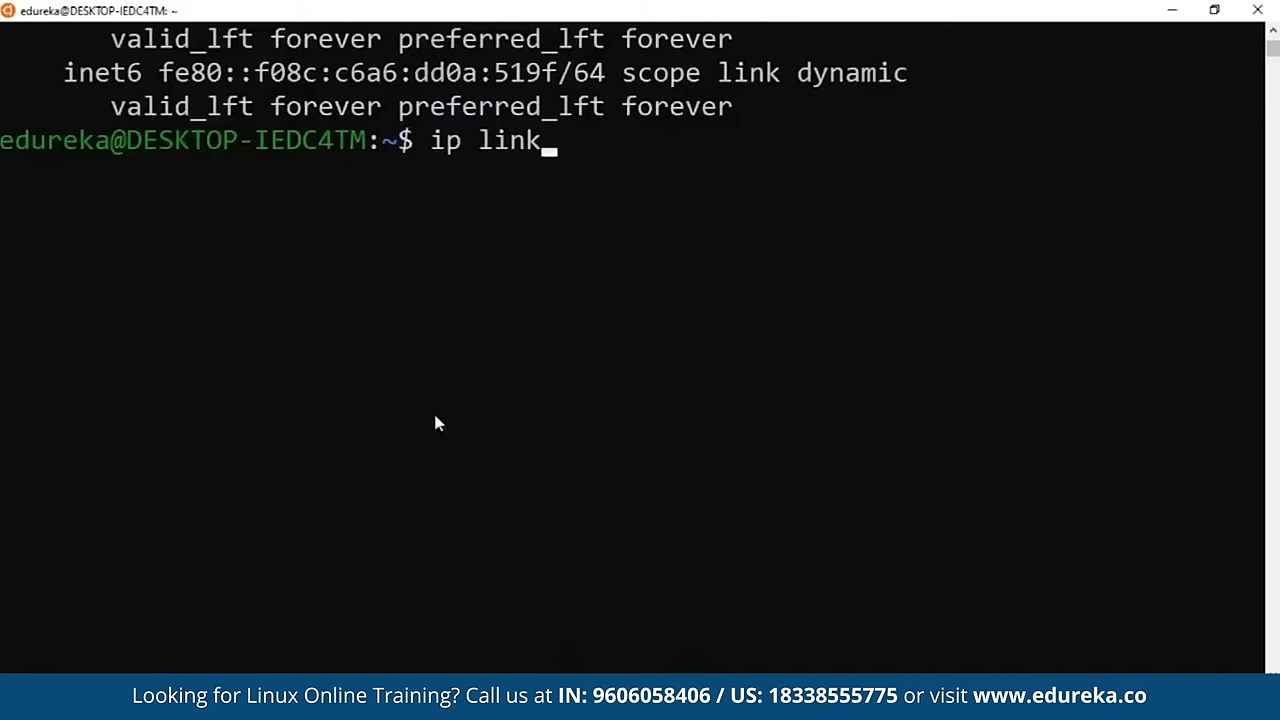 edureka@DESKTOP-IEDC4TM: ~
valid_lft forever preferred_lft forever
inet6 fe80::f08c:c6a6:dd0a:519f/64 scope link dynamic
valid_lft forever preferred_lft forever
edureka@DESKTOP-IEDC4TM:~$ ip link
Looking for Linux Online Training? Call us at IN: 9606058406 / US: 18338555775 or visit www.edureka.co